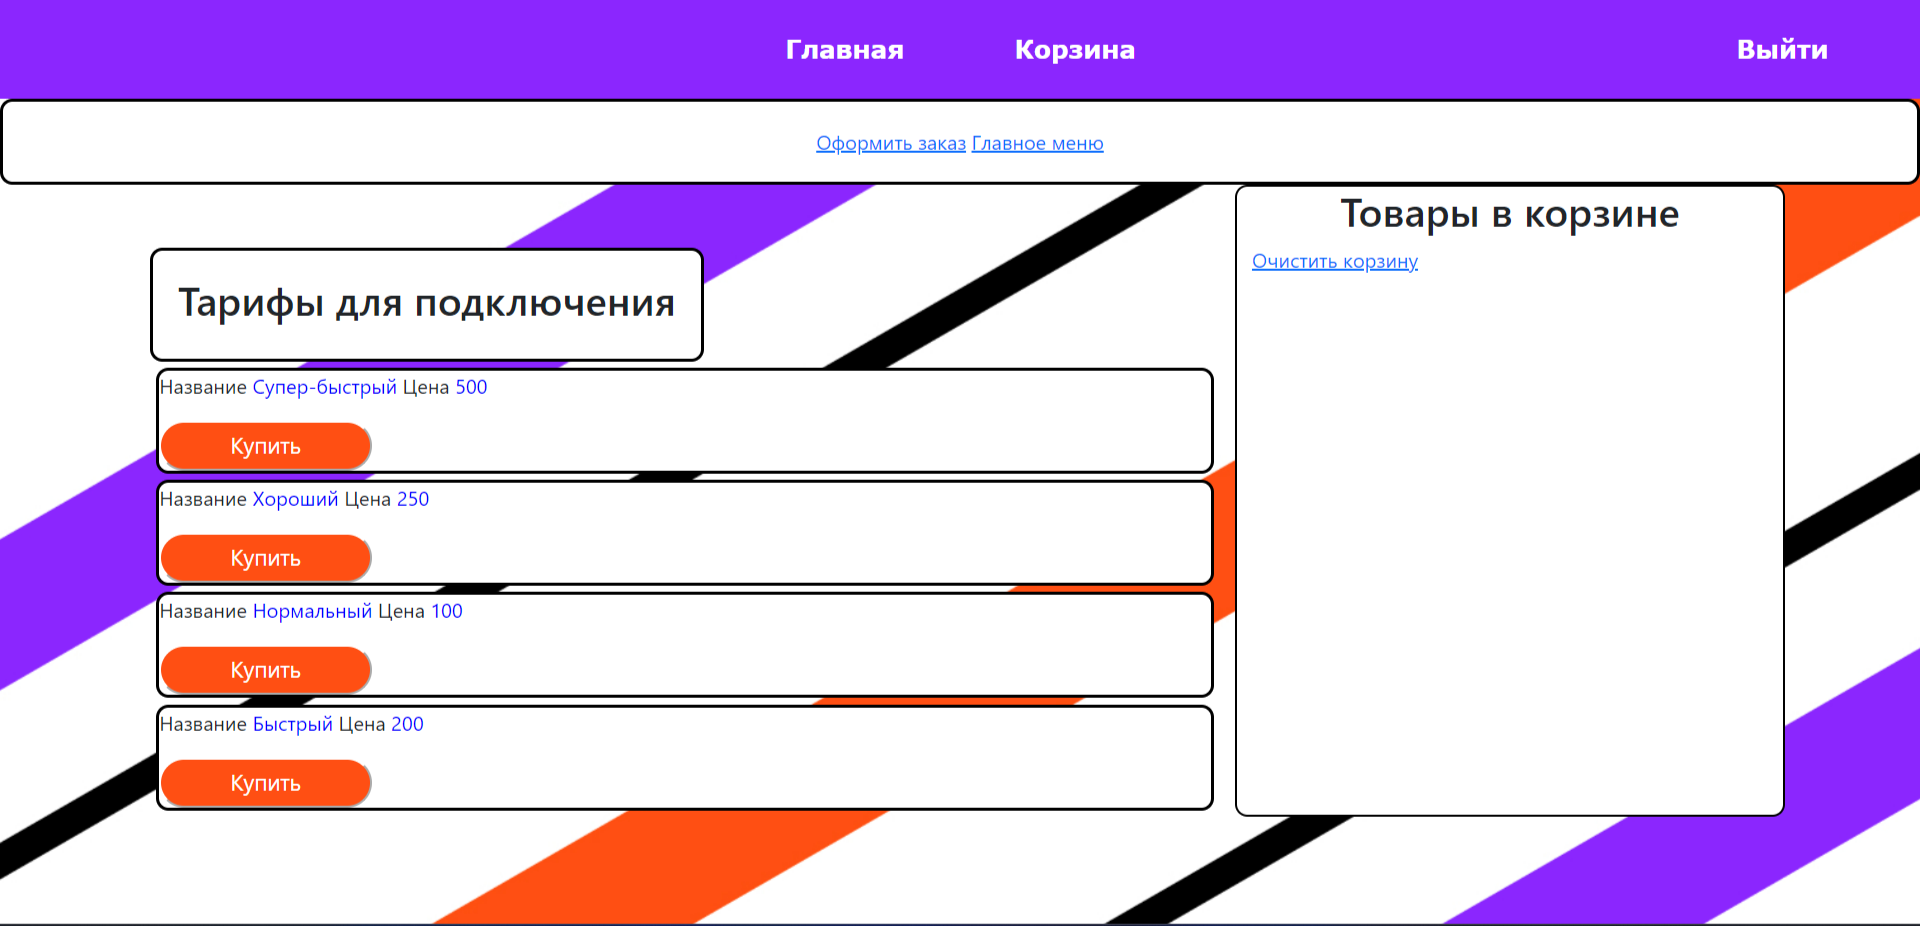 Главная Корзина Выйти
Оформить заказ Главное меню
Тарифы для подключения
Название Супер-быстрый Цена 500
Купить
Название Хороший Цена 250
Купить
Название Нормальный Цена 100
Купить
Название Быстрый Цена 200
Купить
Товары в корзине
Очистить корзину